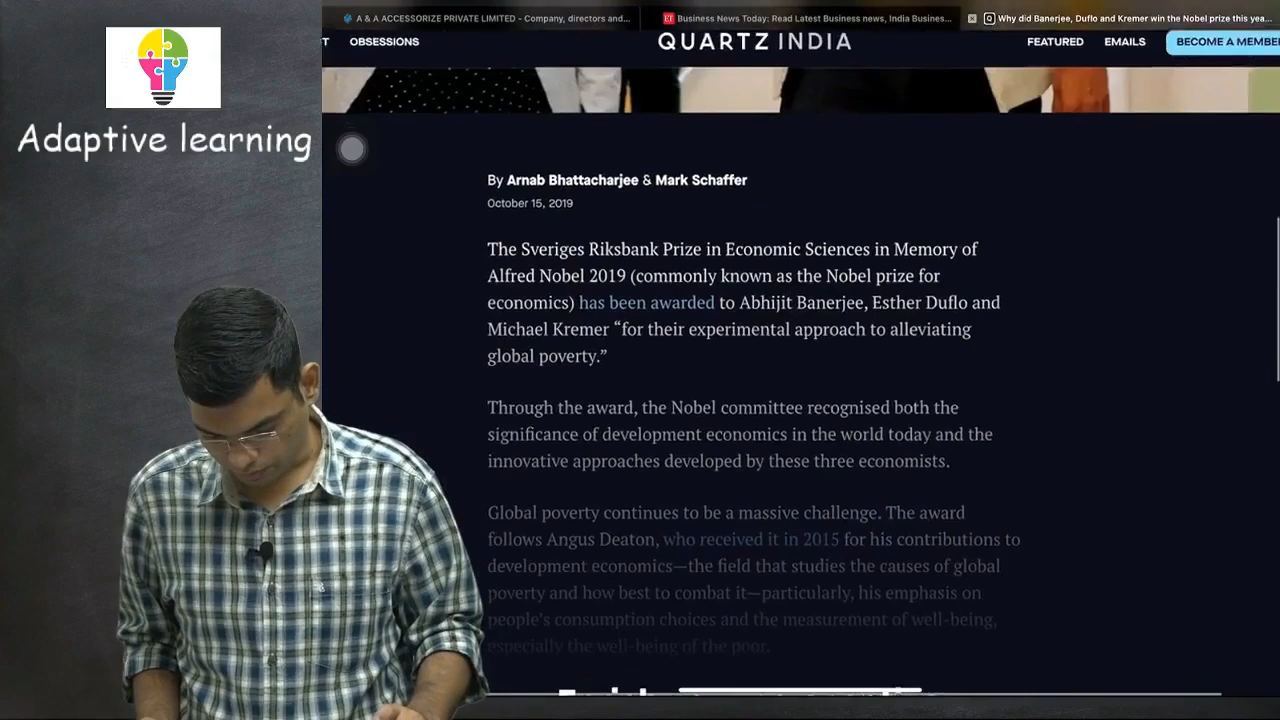 A & A ACCESSORIZE PRIVATE LIMITED - Company, directors and...
ET Business News Today: Read Latest Business news, India Busines...
Q Why did Banerjee, Duflo and Kremer win the Nobel prize this yea...
T OBSESSIONS
QUARTZ INDIA
FEATURED EMAILS BECOME A MEMBE
Adaptive learning
By Arnab Bhattacharjee & Mark Schaffer
October 15, 2019
The Sveriges Riksbank Prize in Economic Sciences in Memory of
Alfred Nobel 2019 (commonly known as the Nobel prize for
economics) has been awarded to Abhijit Banerjee, Esther Duflo and
Michael Kremer “for their experimental approach to alleviating
global poverty.”
Through the award, the Nobel committee recognised both the
significance of development economics in the world today and the
innovative approaches developed by these three economists.
Global poverty continues to be a massive challenge. The award
follows Angus Deaton, who received it in 2015 for his contributions to
development economics—the field that studies the causes of global
poverty and how best to combat it—particularly, his emphasis on
people’s consumption choices and the measurement of well-being,
especially the well-being of the poor.